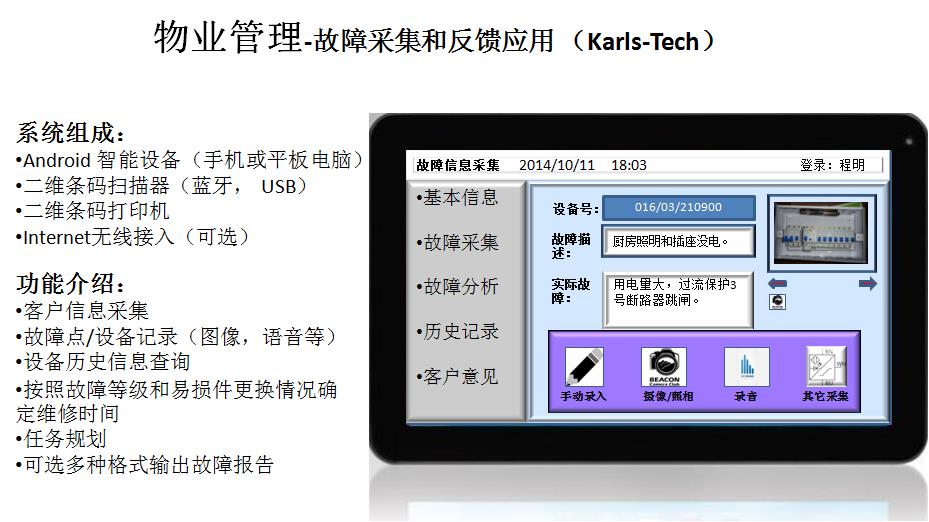 物业管理-故障采集和反馈应用（Karls-Tech）
系统组成：
•Android 智能设备（手机或平板电脑）
•二维条码扫描器（蓝牙， USB）
•二维条码打印机
•Internet无线接入（可选）
功能介绍：
•客户信息采集
•故障点/设备记录（图像，语音等）
•设备历史信息查询
•按照故障等级和易损件更换情况确
定维修时间
•任务规划
•可选多种格式输出故障报告
故障信息采集 2014/10/11 18:03 登录：程明
•基本信息
•故障采集
•故障分析
•历史记录
•客户意见
设备号： 016/03/210900
故障描
述：
厨房照明和插座没电。
实际故
障：
用电量大，过流保护3
号断路器跳闸。
BEACON
Camera Club
手动录入 摄像/照相 录音 其它采集